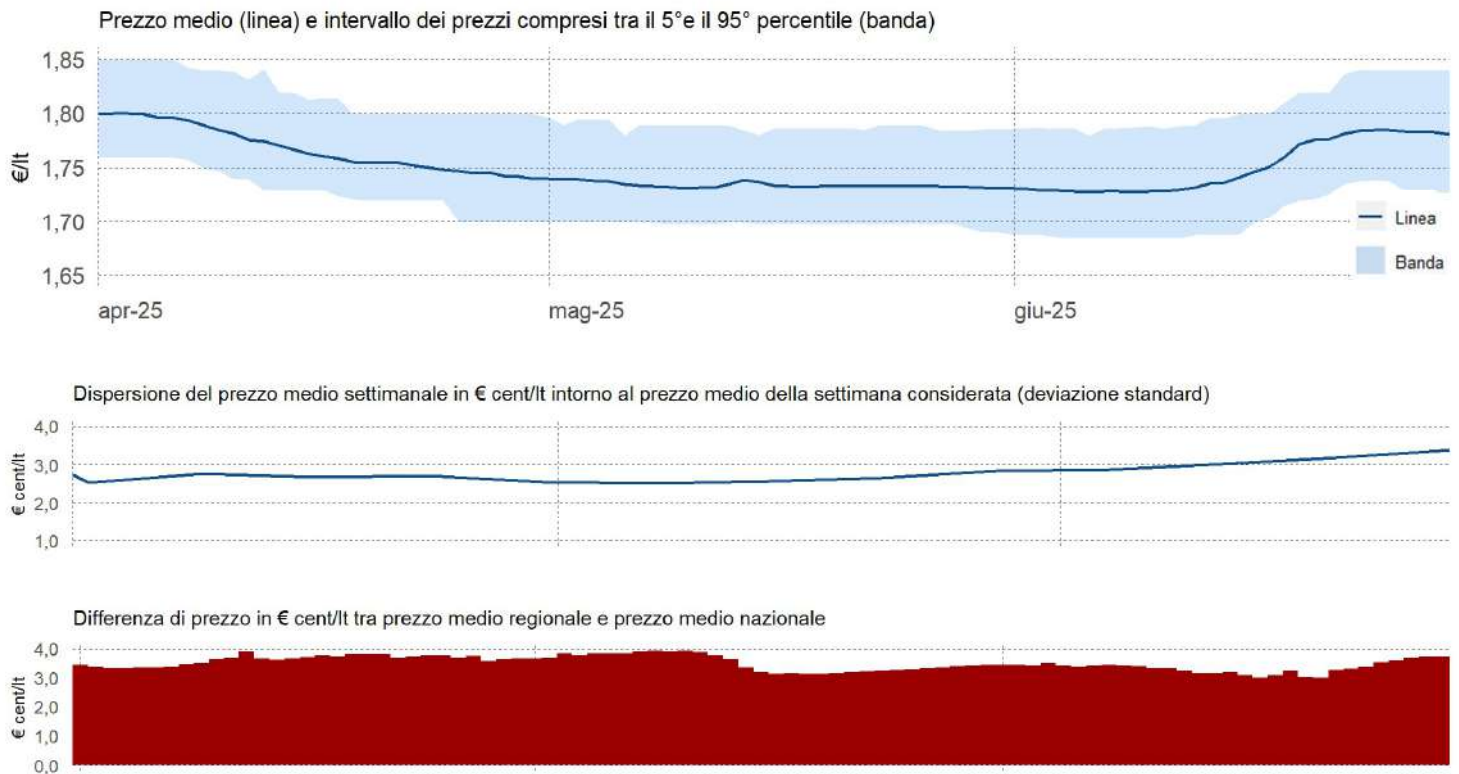 Prezzo medio (linea) e intervallo dei prezzi compresi tra il 5°e il 95° percentile (banda)
€/lt
1,85
1,80
1,75
1,70
1,65
Linea
Banda
apr-25
mag-25
giu-25
Dispersione del prezzo medio settimanale in € cent/lt intorno al prezzo medio della settimana considerata (deviazione standard)
€ cent/lt
4,0
3,0
2,0
1,0
Differenza di prezzo in € cent/lt tra prezzo medio regionale e prezzo medio nazionale
€ cent/lt
4,0
3,0
2,0
1,0
0,0